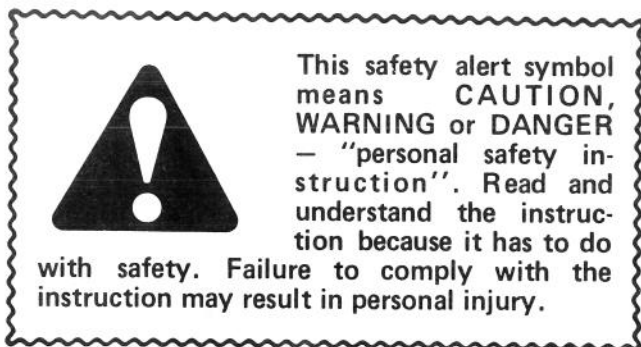 This safety alert symbol
means CAUTION,
WARNING or DANGER
— "personal safety in-
struction". Read and
understand the instruc-
tion because it has to do
with safety. Failure to comply with the
instruction may result in personal injury.